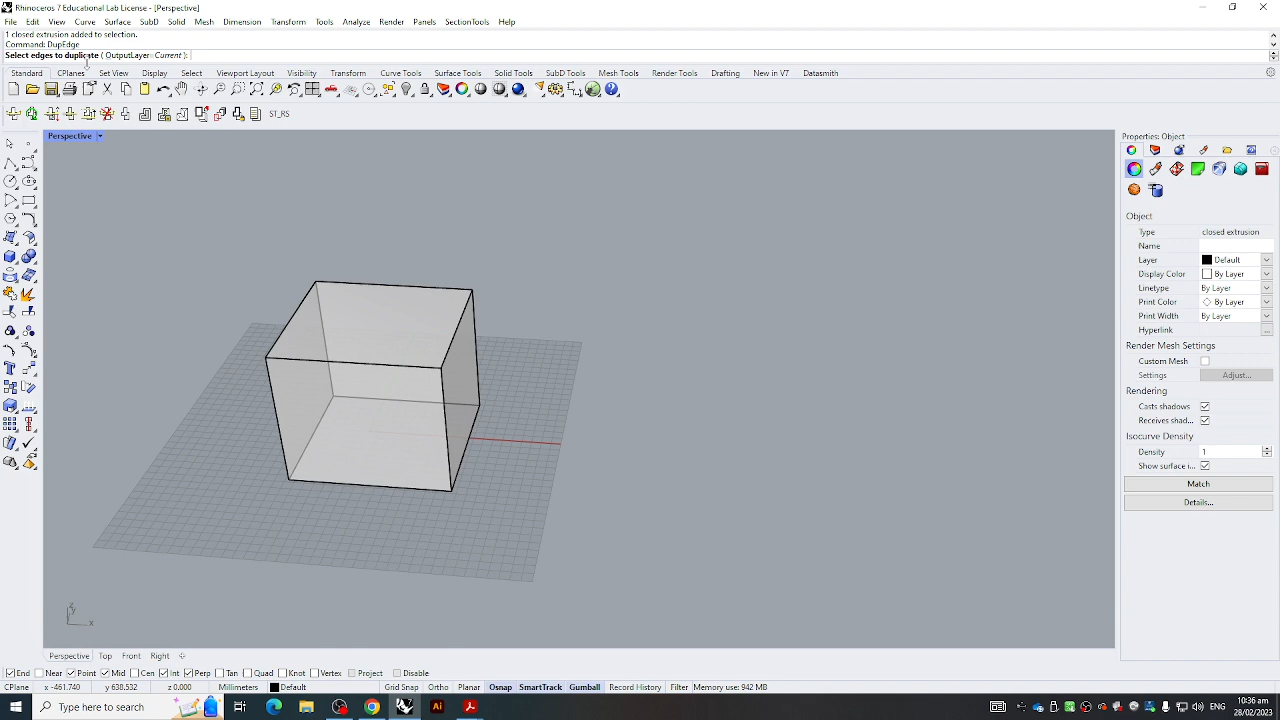 Rhinoceros 7 Educational Lab License - [Perspective]
File Edit View Curve Surface SubD Solid Mesh Dimension Transform Tools Analyze Render Panels SectionTools Help
1 closed extrusion added to selection.
Command: DupEdge
Select edges to duplicate ( OutputLayer=Current ):
Standard CPlanes Set View Display Select Viewport Layout Visibility Transform Curve Tools Surface Tools Solid Tools SubD Tools Mesh Tools Render Tools Drafting New in V7 Datasmith
ST_RS
Perspective
Properties: Object
Object
Type closed extrusion
Name
Layer Default
Display Color By Layer
Linetype By Layer
Print Color By Layer
Print Width By Layer
Hyperlink ...
Render Mesh Settings
Custom Mesh
Settings Adjust...
Rendering
Casts shadows
Receives shad...
Isocurve Density
Density 1
Show surface i...
Match
Details...
z y x
Perspective Top Front Right
End Near Point Mid Cen Int Perp Tan Quad Knot Vertex Project Disable
CPlane x -461.740 y 638.532 z 0.000 Millimeters Default Grid Snap Ortho Planar Osnap SmartTrack Gumball Record History Filter Memory use: 942 MB
Type here to search
Ai
ENG
10:36 am
28/02/2023